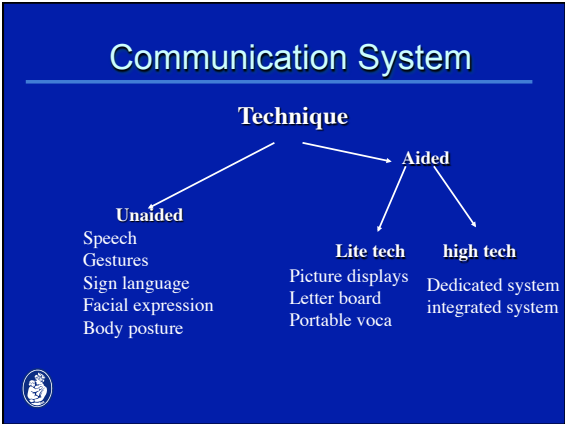 Communication System
Technique
Aided
Unaided
Speech
Gestures
Sign language
Facial expression
Body posture
Lite tech
Picture displays
Letter board
Portable voca
high tech
Dedicated system
integrated system